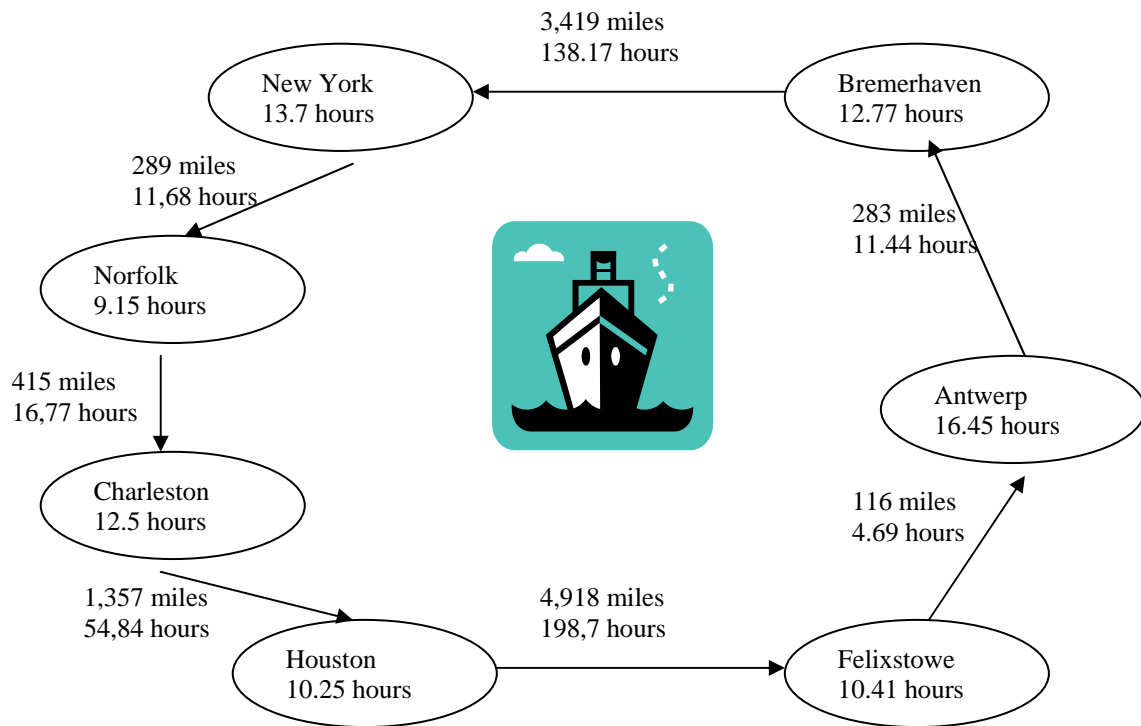 3,419 miles
138.17 hours
New York
13.7 hours
Bremerhaven
12.77 hours
289 miles
11,68 hours
283 miles
11.44 hours
Norfolk
9.15 hours
415 miles
16,77 hours
Antwerp
16.45 hours
Charleston
12.5 hours
116 miles
4.69 hours
1,357 miles
54,84 hours
4,918 miles
198,7 hours
Houston
10.25 hours
Felixstowe
10.41 hours